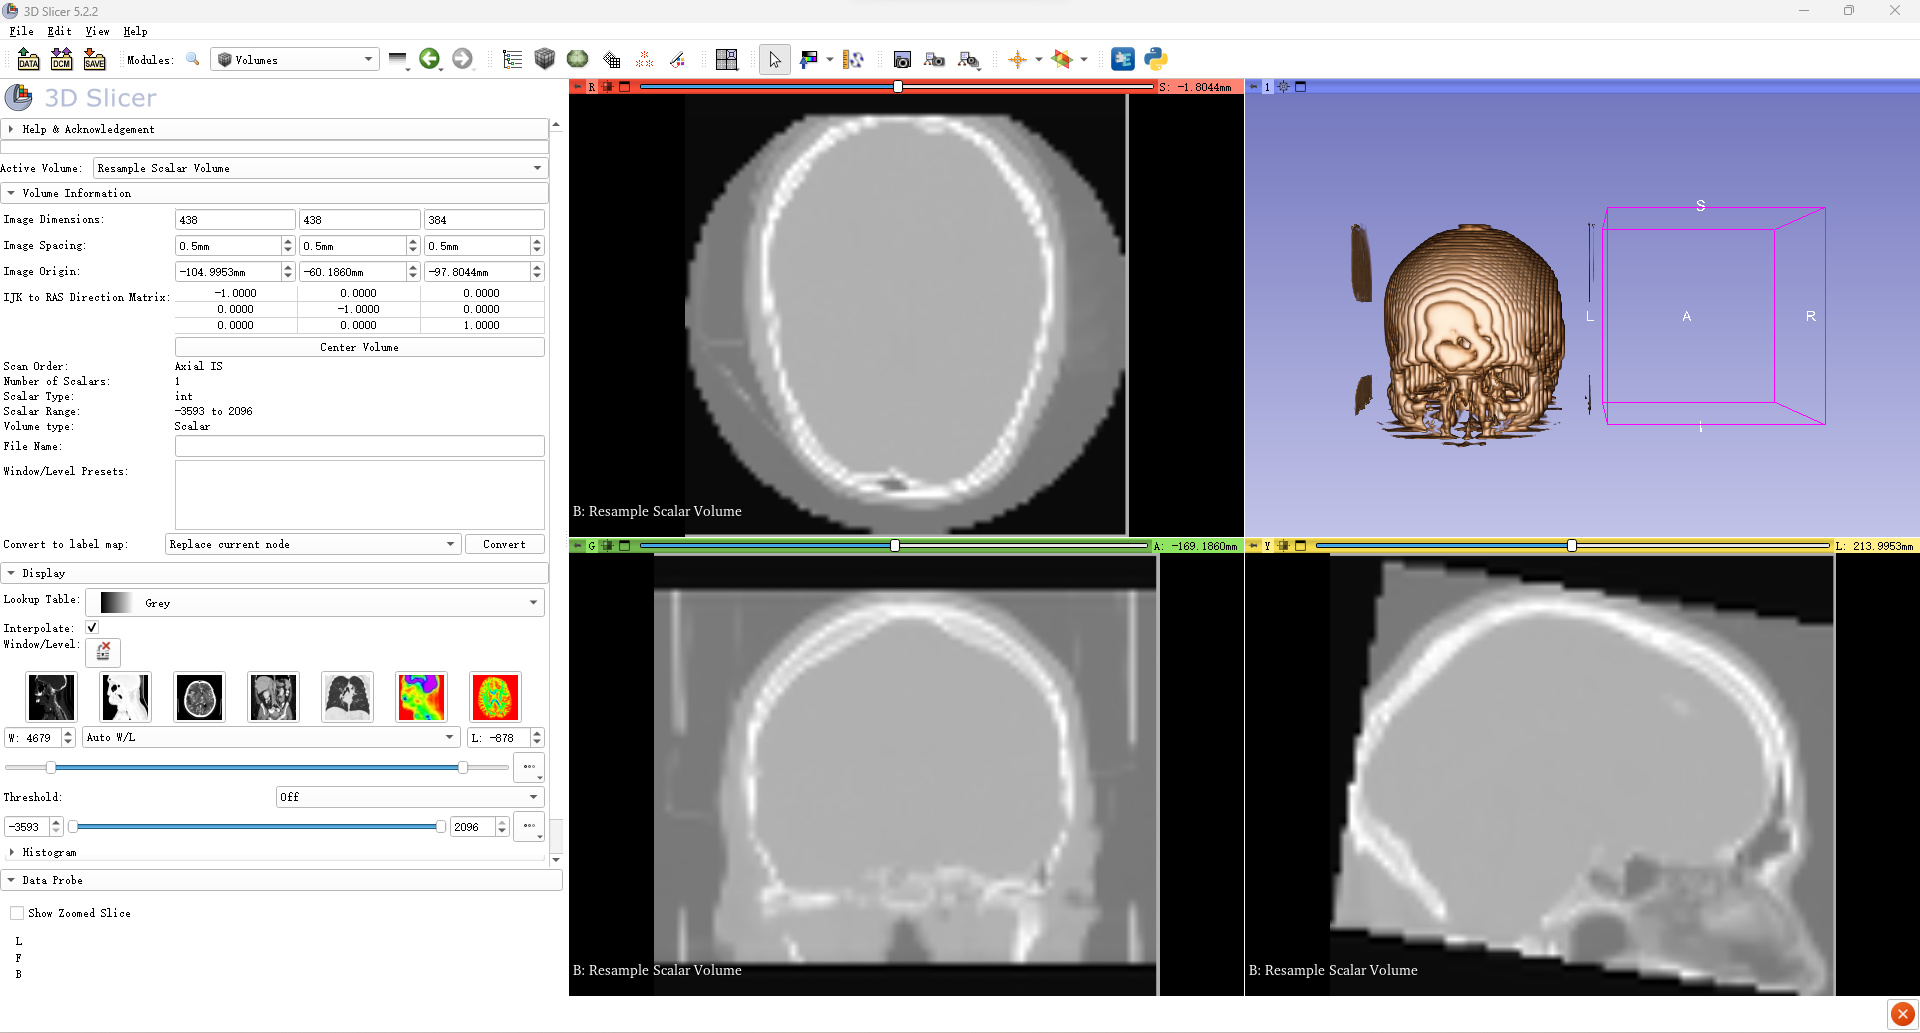 3D Slicer 5.2.2
File Edit View Help
DATA DCM SAVE Modules: Volumes
3D Slicer
Help & Acknowledgement
Active Volume: Resample Scalar Volume
Volume Information
Image Dimensions: 438 438 384
Image Spacing: 0.5mm 0.5mm 0.5mm
Image Origin: -104.9953mm -60.1860mm -97.8044mm
IJK to RAS Direction Matrix: -1.0000 0.0000 0.0000
0.0000 -1.0000 0.0000
0.0000 0.0000 1.0000
Center Volume
Scan Order: Axial IS
Number of Scalars: 1
Scalar Type: int
Scalar Range: -3593 to 2096
Volume type: Scalar
File Name:
Window/Level Presets:
Convert to label map: Replace current node Convert
Display
Lookup Table: Grey
Interpolate:
Window/Level:
W: 4679 Auto W/L L: -878
Threshold: Off
-3593 2096
Histogram
Data Probe
Show Zoomed Slice
L
F
B
R S: -1.8044mm
B: Resample Scalar Volume
1
S
L A R
I
G A: -169.1860mm
B: Resample Scalar Volume
Y L: 213.9953mm
B: Resample Scalar Volume